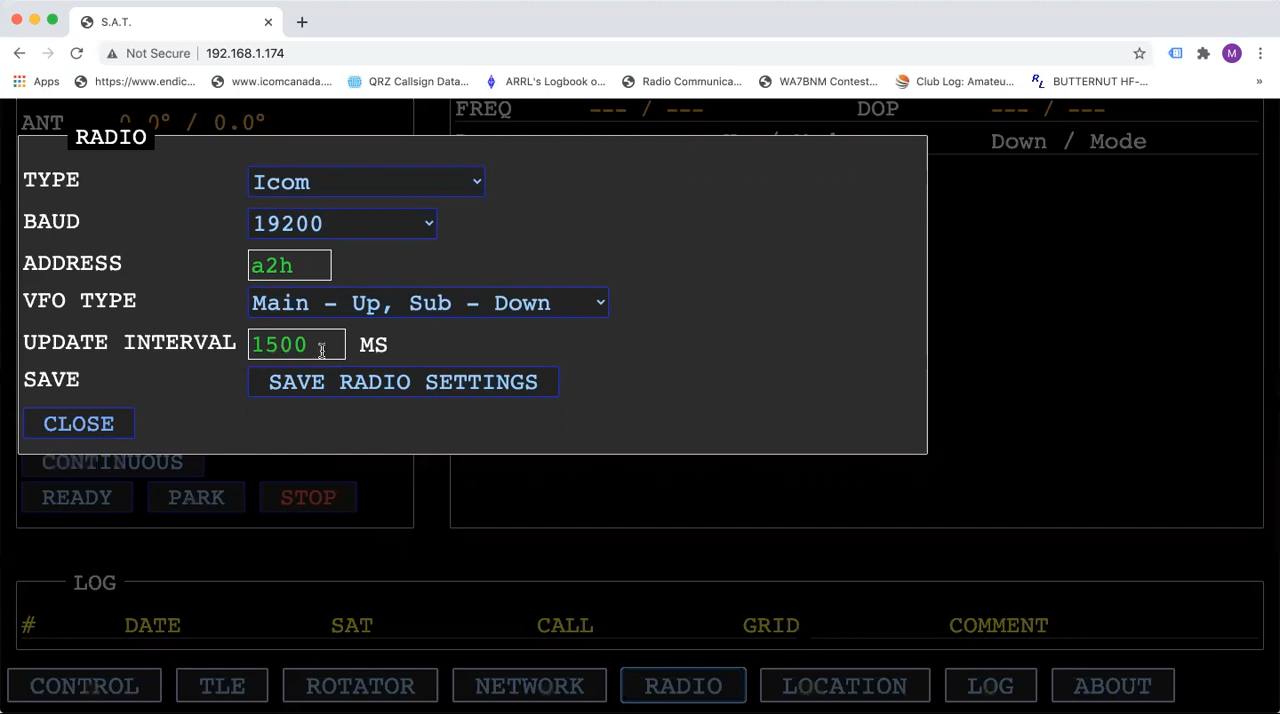 S.A.T.
Not Secure | 192.168.1.174
M
Apps https://www.endic... www.icomcanada.... QRZ Callsign Data... ARRL's Logbook o... Radio Communica... WA7BNM Contest... Club Log: Amateu... RL BUTTERNUT HF-... »
ANT 0.0° / 0.0°
FREQ --- / --- DOP --- / ---
Down / Mode
RADIO
TYPE Icom
BAUD 19200
ADDRESS a2h
VFO TYPE Main - Up, Sub - Down
UPDATE INTERVAL 1500 MS
SAVE SAVE RADIO SETTINGS
CLOSE
CONTINUOUS
READY PARK STOP
LOG
# DATE SAT CALL GRID COMMENT
CONTROL TLE ROTATOR NETWORK RADIO LOCATION LOG ABOUT